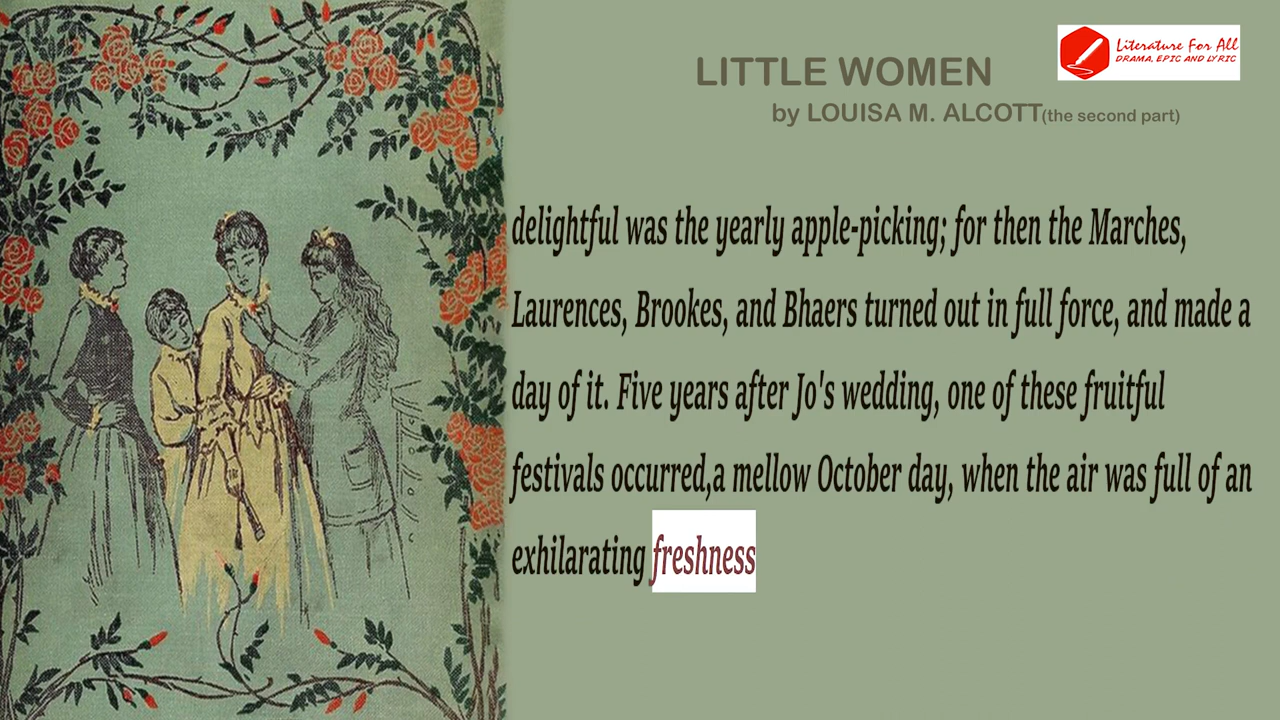 LITTLE WOMEN
by LOUISA M. ALCOTT(the second part)
Literature For All
DRAMA, EPIC AND LYRIC
delightful was the yearly apple-picking; for then the Marches,
Laurences, Brookes, and Bhaers turned out in full force, and made a
day of it. Five years after Jo's wedding, one of these fruitful
festivals occurred,a mellow October day, when the air was full of an
exhilarating freshness